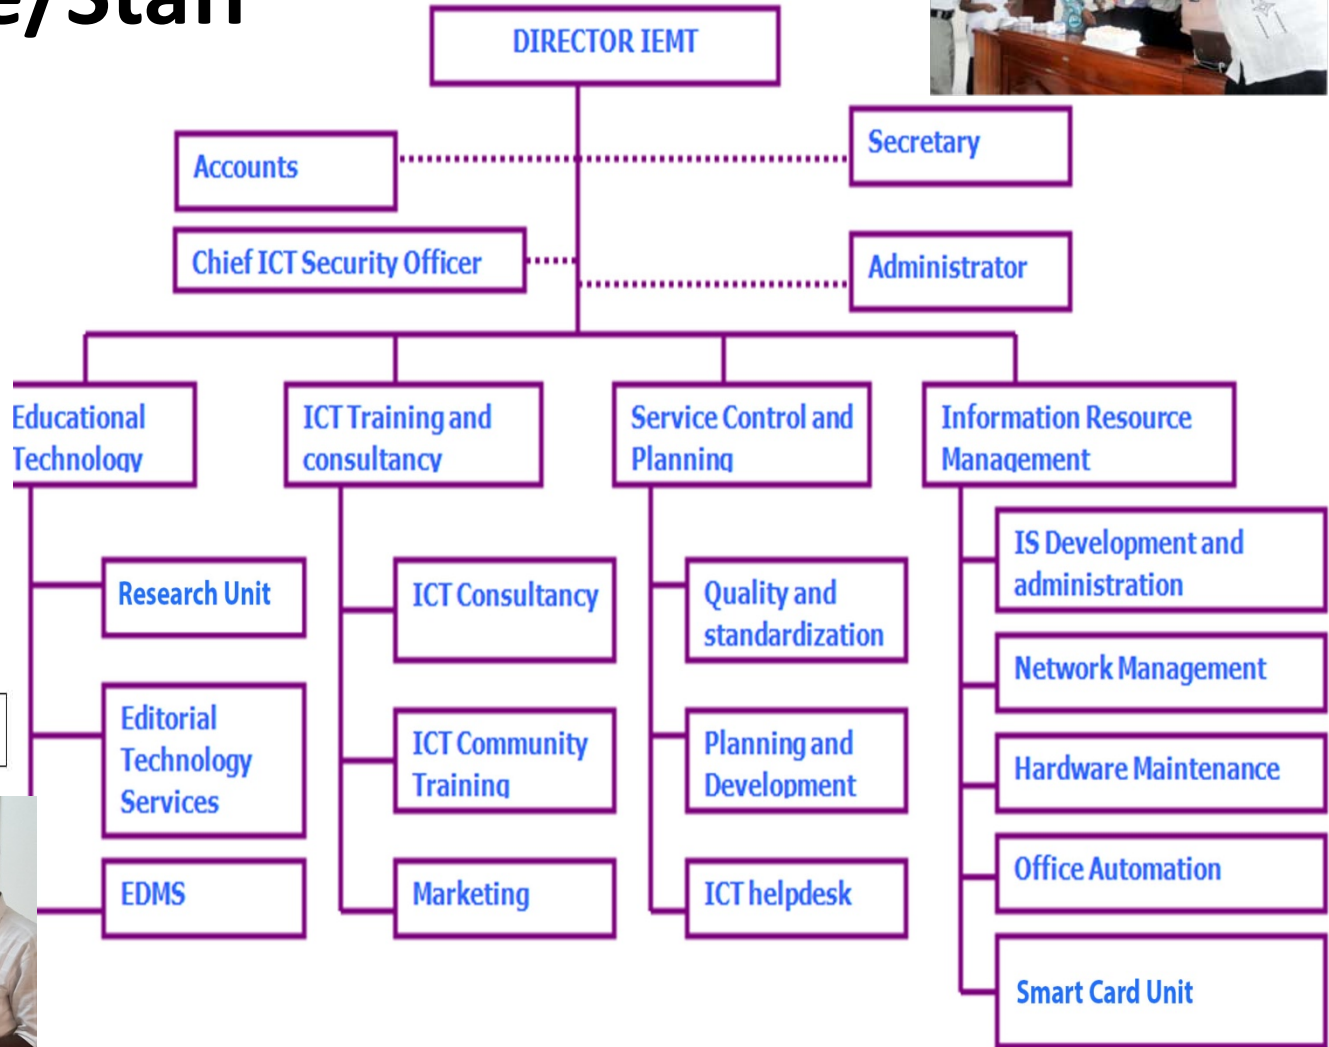 e/Staff
DIRECTOR IEMT
Accounts
Secretary
Chief ICT Security Officer
Administrator
Educational
Technology
ICT Training and
consultancy
Service Control and
Planning
Information Resource
Management
Research Unit
Editorial
Technology
Services
EDMS
ICT Consultancy
ICT Community
Training
Marketing
Quality and
standardization
Planning and
Development
ICT helpdesk
IS Development and
administration
Network Management
Hardware Maintenance
Office Automation
Smart Card Unit